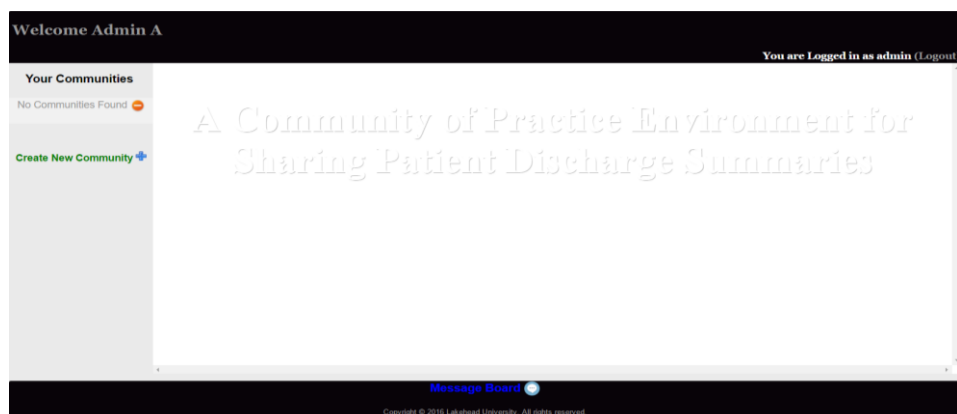 Welcome Admin A
You are Logged in as admin (Logout
Your Communities
No Communities Found
Create New Community
A Community of Practice Environment for
Sharing Patient Discharge Summaries
Message Board
Copyright © 2016 Lakehead University. All rights reserved.